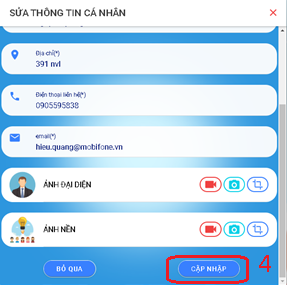 SỬA THÔNG TIN CÁ NHÂN
Địa chỉ(*)
391 nvl
Điện thoại liên hệ(*)
0905595838
email(*)
hieu.quang@mobifone.vn
ẢNH ĐẠI DIỆN
ẢNH NỀN
BỎ QUA
CẬP NHẬP
4